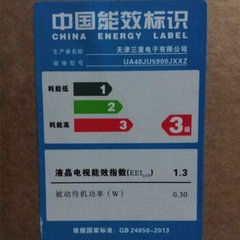 中国能效标识
CHINA ENERGY LABEL
生产者名称 天津三星电子有限公司
规格型号 UA40JU5900JXXZ
耗能低
1
2
耗能高 3
3级
液晶电视能效指数(EEILCD) 1.3
被动待机功率(W) 0.30
依据国家标准: GB 24850-2013